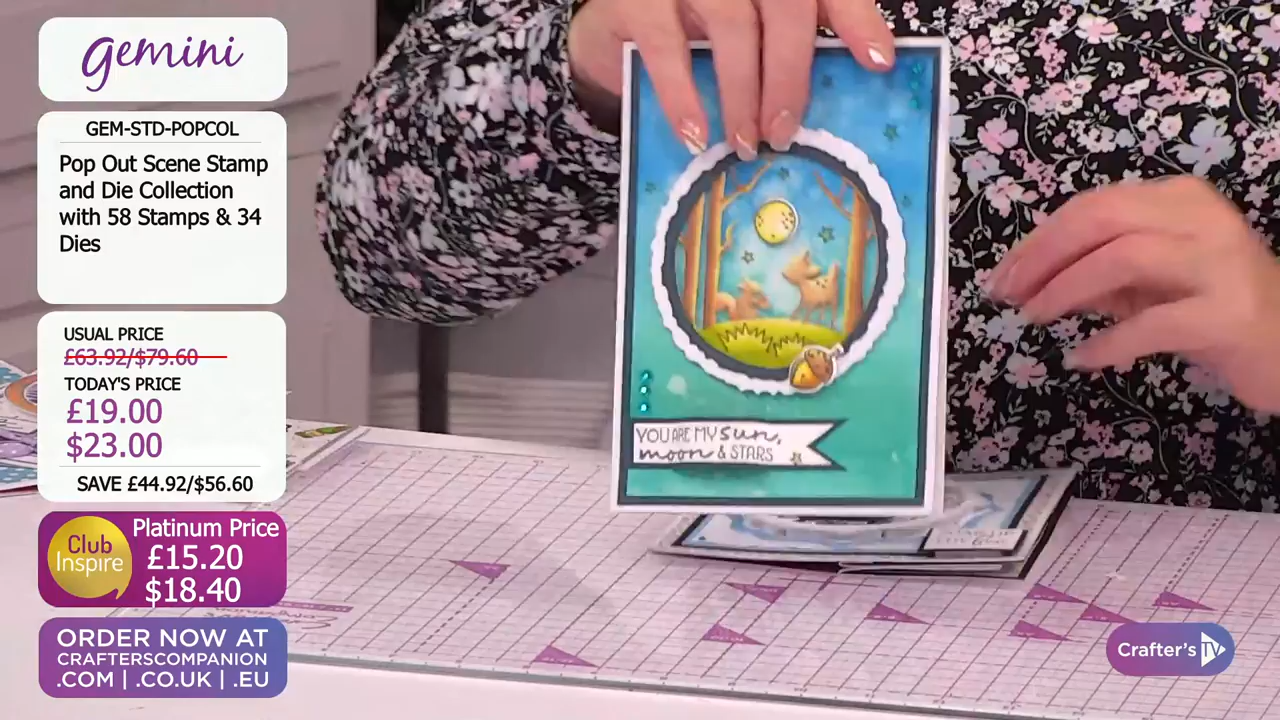 gemini
GEM-STD-POPCOL
Pop Out Scene Stamp
and Die Collection
with 58 Stamps & 34
Dies
USUAL PRICE
£63.92/$79.60
TODAY'S PRICE
£19.00
$23.00
SAVE £44.92/$56.60
Club
Inspire
Platinum Price
£15.20
$18.40
ORDER NOW AT
CRAFTERSCOMPANION
.COM | .CO.UK | .EU
YOU ARE MY sun,
moon & STARS
Crafter's TV